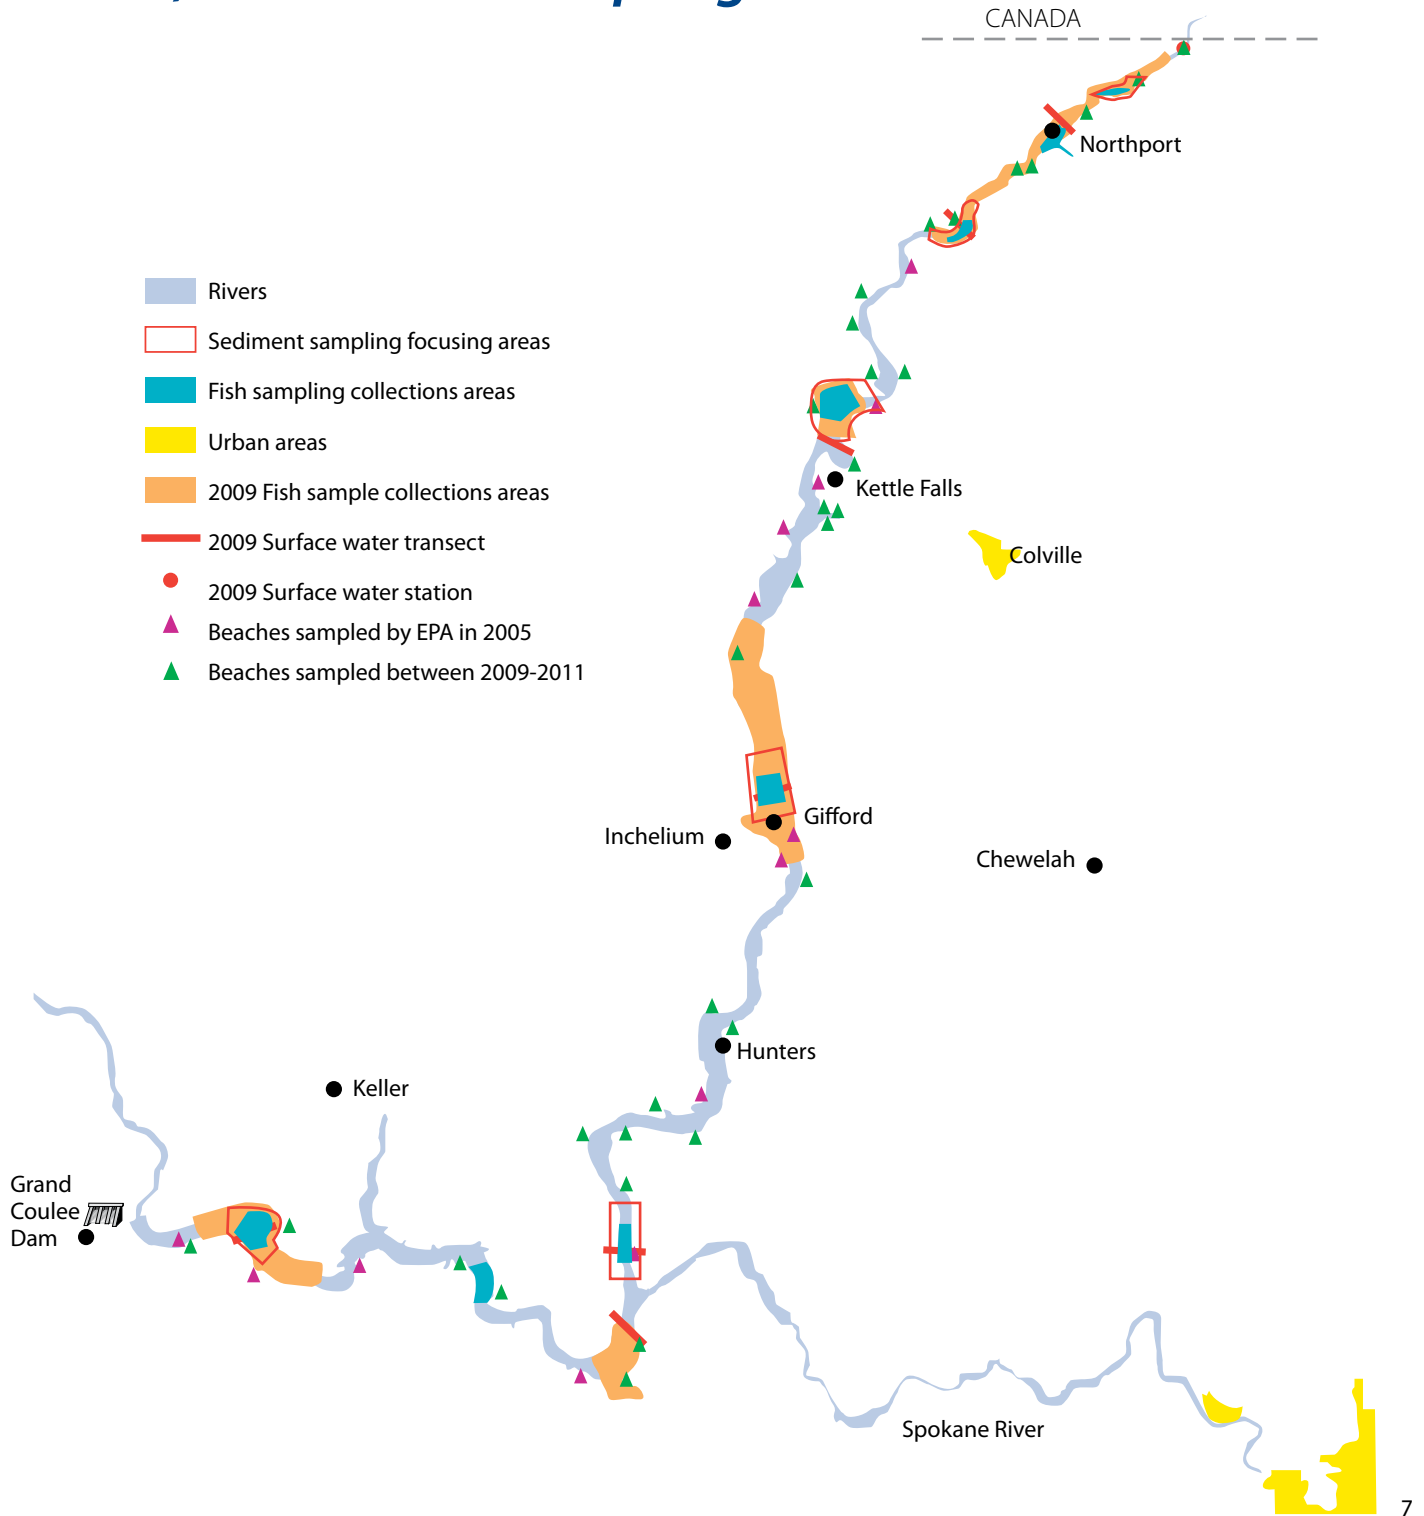 CANADA
Northport
Rivers
Sediment sampling focusing areas
Fish sampling collections areas
Urban areas
2009 Fish sample collections areas
2009 Surface water transect
2009 Surface water station
Beaches sampled by EPA in 2005
Beaches sampled between 2009-2011
Kettle Falls
Colville
Gifford
Inchelium
Chewelah
Hunters
Keller
Grand
Coulee
Dam
Spokane River
7